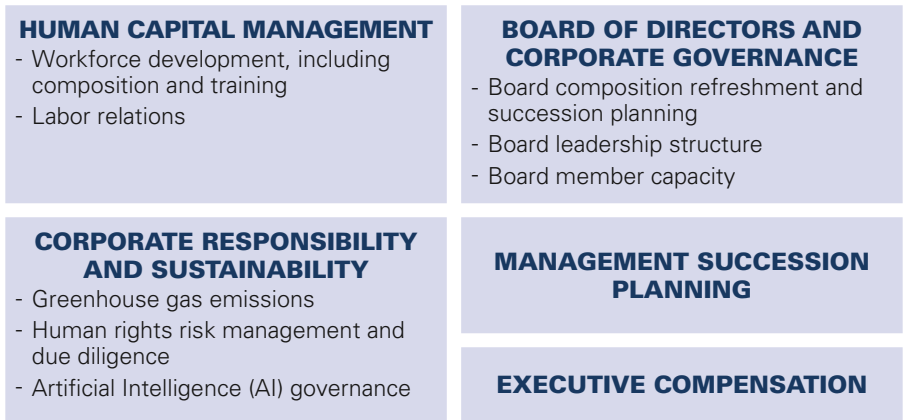 HUMAN CAPITAL MANAGEMENT
- Workforce development, including
composition and training
- Labor relations
BOARD OF DIRECTORS AND
CORPORATE GOVERNANCE
- Board composition refreshment and
succession planning
- Board leadership structure
- Board member capacity
CORPORATE RESPONSIBILITY
AND SUSTAINABILITY
- Greenhouse gas emissions
- Human rights risk management and
due diligence
- Artificial Intelligence (AI) governance
MANAGEMENT SUCCESSION
PLANNING
EXECUTIVE COMPENSATION